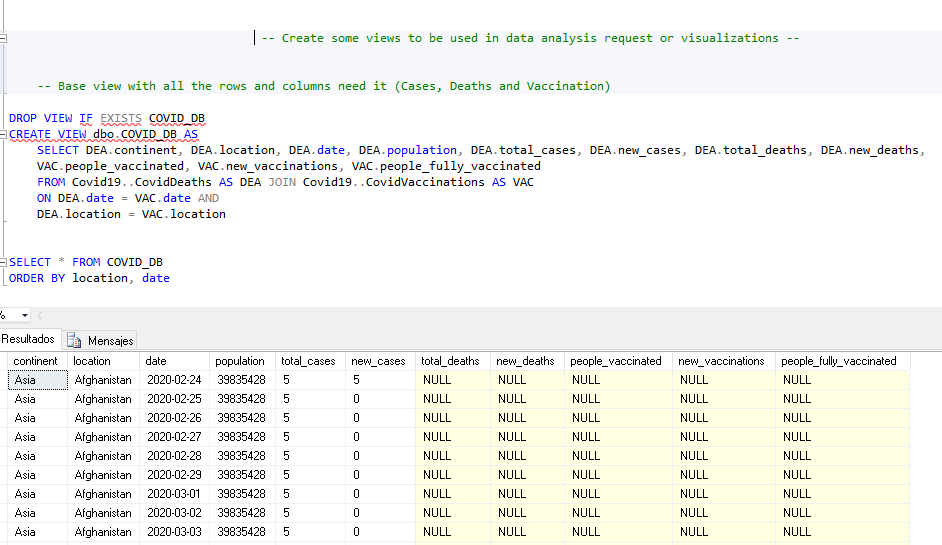 -- Create some views to be used in data analysis request or visualizations --
-- Base view with all the rows and columns need it (Cases, Deaths and Vaccination)
DROP VIEW IF EXISTS COVID_DB
CREATE VIEW dbo.COVID_DB AS
SELECT DEA.continent, DEA.location, DEA.date, DEA.population, DEA.total_cases, DEA.new_cases, DEA.total_deaths, DEA.new_deaths,
VAC.people_vaccinated, VAC.new_vaccinations, VAC.people_fully_vaccinated
FROM Covid19..CovidDeaths AS DEA JOIN Covid19..CovidVaccinations AS VAC
ON DEA.date = VAC.date AND
DEA.location = VAC.location
SELECT * FROM COVID_DB
ORDER BY location, date
%
Resultados Mensajes
continent location date population total_cases new_cases total_deaths new_deaths people_vaccinated new_vaccinations people_fully_vaccinated
Asia Afghanistan 2020-02-24 39835428 5 5 NULL NULL NULL NULL NULL
Asia Afghanistan 2020-02-25 39835428 5 0 NULL NULL NULL NULL NULL
Asia Afghanistan 2020-02-26 39835428 5 0 NULL NULL NULL NULL NULL
Asia Afghanistan 2020-02-27 39835428 5 0 NULL NULL NULL NULL NULL
Asia Afghanistan 2020-02-28 39835428 5 0 NULL NULL NULL NULL NULL
Asia Afghanistan 2020-02-29 39835428 5 0 NULL NULL NULL NULL NULL
Asia Afghanistan 2020-03-01 39835428 5 0 NULL NULL NULL NULL NULL
Asia Afghanistan 2020-03-02 39835428 5 0 NULL NULL NULL NULL NULL
Asia Afghanistan 2020-03-03 39835428 5 0 NULL NULL NULL NULL NULL